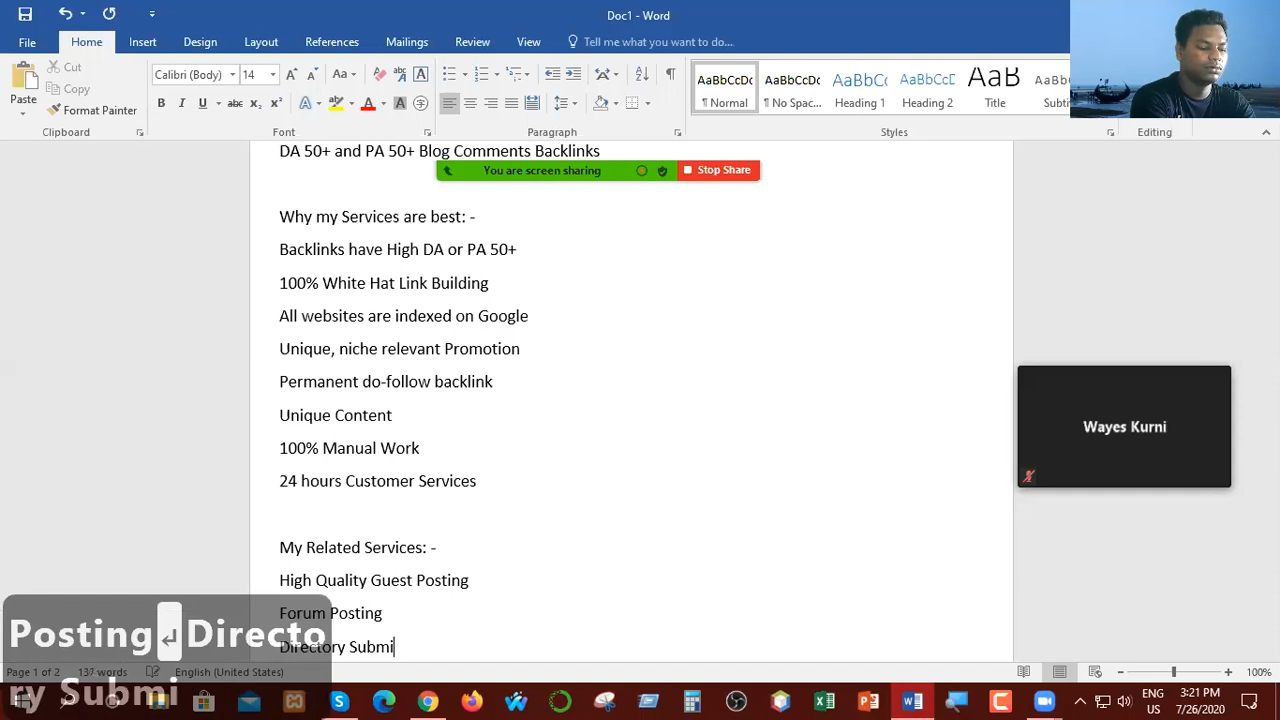 Doc1 - Word
File Home Insert Design Layout References Mailings Review View Tell me what you want to do...
Cut
Copy
Format Painter
Paste
Calibri (Body) 14
AaBbCcDc AaBbCcDc AaBbCc AaBbCcD AaB AaBbCcD
¶ Normal ¶ No Spac... Heading 1 Heading 2 Title Subti
Clipboard Font Paragraph Styles Editing
DA 50+ and PA 50+ Blog Comments Backlinks
You are screen sharing Stop Share
Why my Services are best: -
Backlinks have High DA or PA 50+
100% White Hat Link Building
All websites are indexed on Google
Unique, niche relevant Promotion
Permanent do-follow backlink
Unique Content
100% Manual Work
24 hours Customer Services
Wayes Kurni
My Related Services: -
High Quality Guest Posting
Forum Posting
Directory Submi
Posting ↵ Directo
ry Submi
Page 1 of 2 137 words English (United States) 100%
ENG
US
3:21 PM
7/26/2020